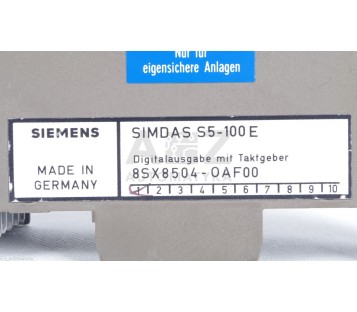 Nur für
eigensichere Anlagen
SIEMENS
MADE IN
GERMANY
SIMDAS S5-100E
Digitalausgabe mit Taktgeber
8SX8504-0AF00
1 2 3 4 5 6 7 8 9 10